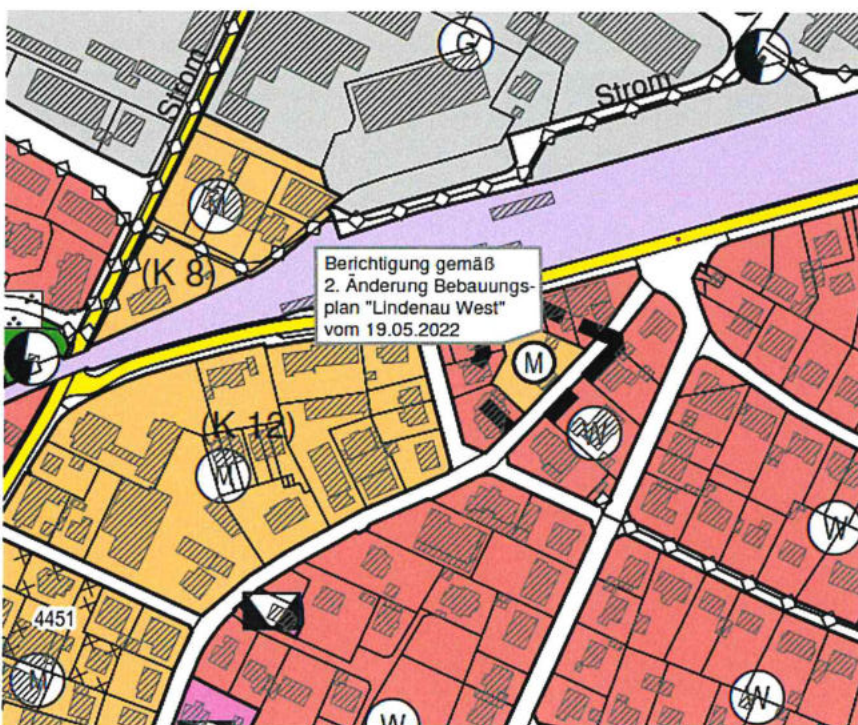 G
Strom
Strom
M
(K 8)
Berichtigung gemäß
2. Änderung Bebauungs-
plan "Lindenau West"
vom 19.05.2022
M
(K 12)
W
M
W
4451
M
W
W